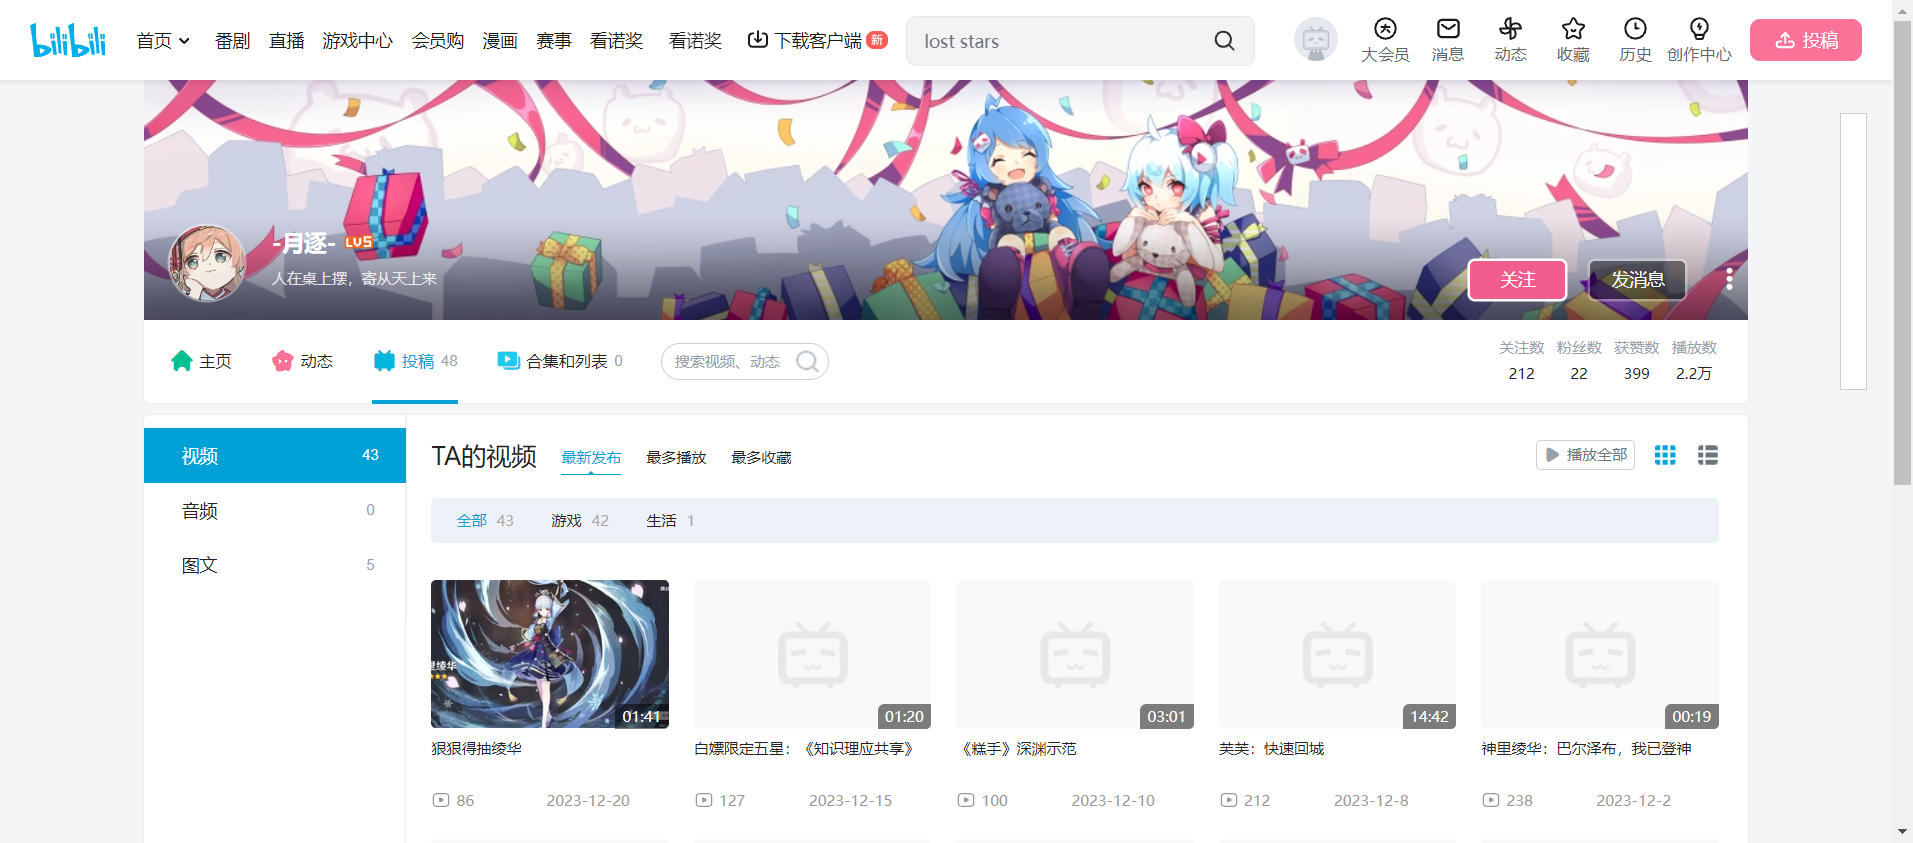 bilibili
首页 番剧 直播 游戏中心 会员购 漫画 赛事 看诺奖 看诺奖 下载客户端 新 lost stars 大会员 消息 动态 收藏 历史 创作中心 投稿
-月逐- LV5
人在桌上摆，寄从天上来
关注 发消息
主页 动态 投稿 48 合集和列表 0 搜索视频、动态
关注数 粉丝数 获赞数 播放数
212 22 399 2.2万
视频 43
音频 0
图文 5
TA的视频 最新发布 最多播放 最多收藏 播放全部
全部 43 游戏 42 生活 1
里绫华
01:41 01:20 03:01 14:42 00:19
狠狠得抽绫华 白嫖限定五星：《知识理应共享》 《糕手》深渊示范 芙芙：快速回城 神里绫华：巴尔泽布，我已登神
86 2023-12-20 127 2023-12-15 100 2023-12-10 212 2023-12-8 238 2023-12-2